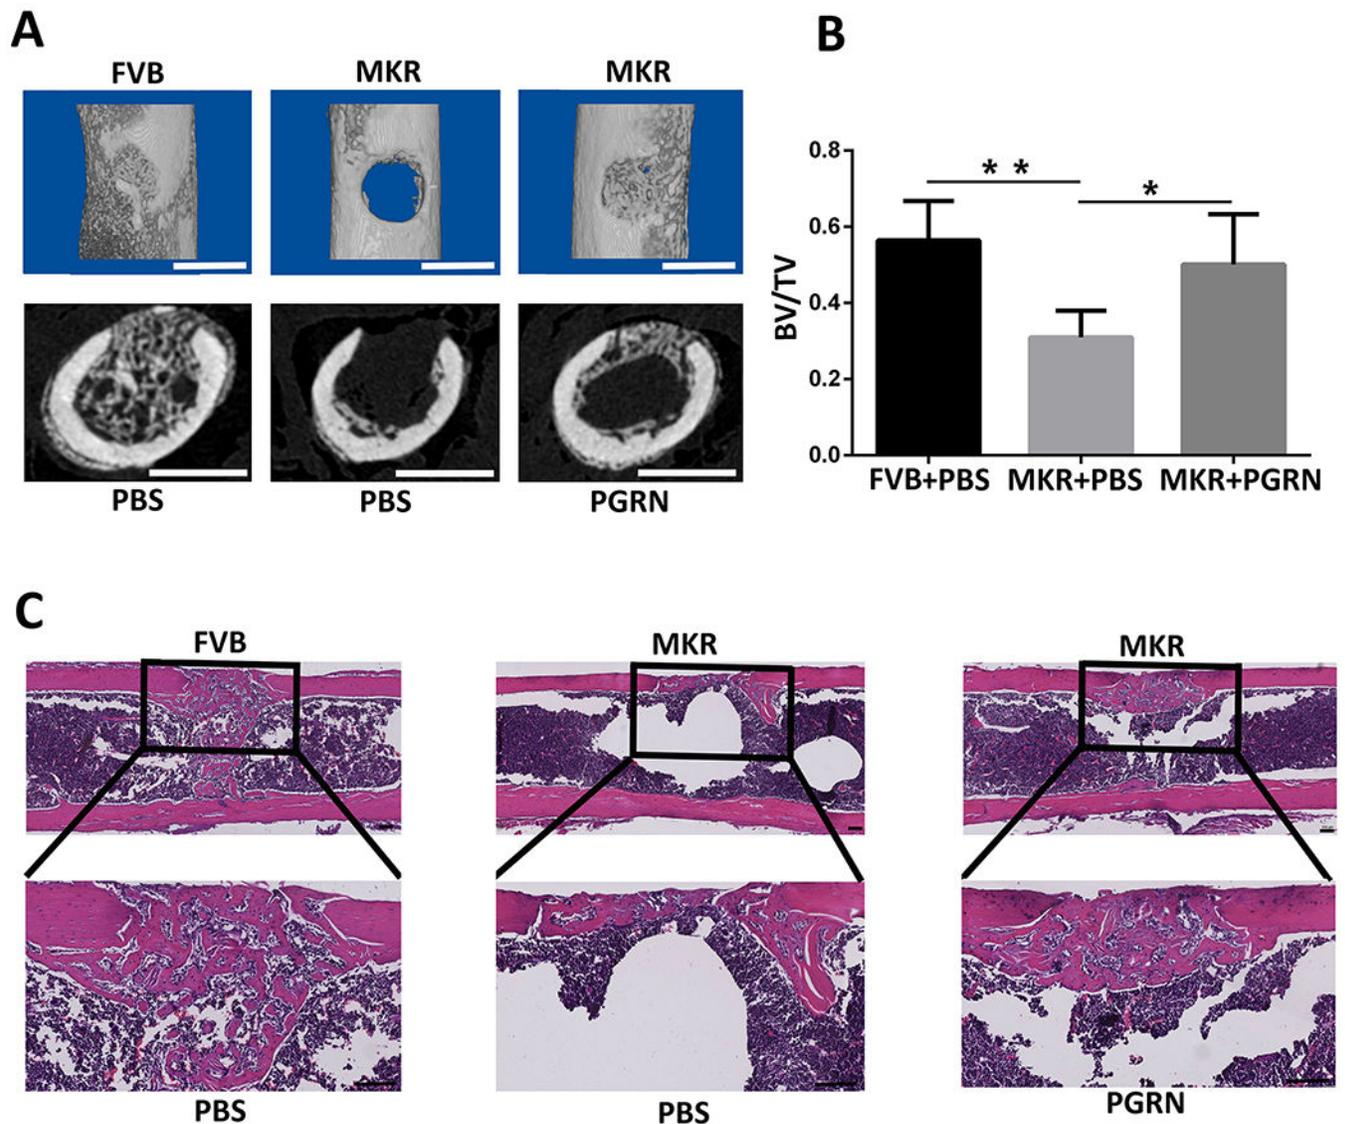 A
FVB
MKR
MKR
PBS
PBS
PGRN
B
BV/TV
0.8
0.6
0.4
0.2
0.0
* *
*
FVB+PBS
MKR+PBS
MKR+PGRN
C
FVB
MKR
MKR
PBS
PBS
PGRN